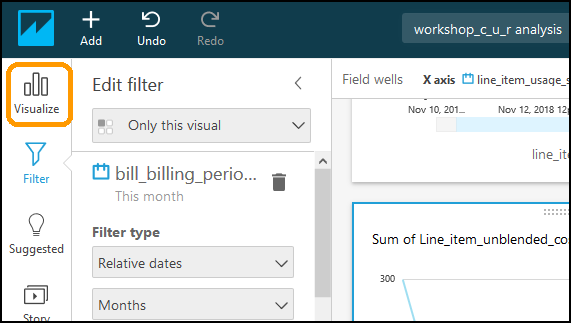 Add
Undo
Redo
workshop_c_u_r analysis
Visualize
Filter
Suggested
Story
Edit filter
Only this visual
bill_billing_perio...
This month
Filter type
Relative dates
Months
Field wells
X axis
line_item_usage_s
Nov 10, 201...
Nov 12, 2018 12p
line_ite
Sum of Line_item_unblended_co
300